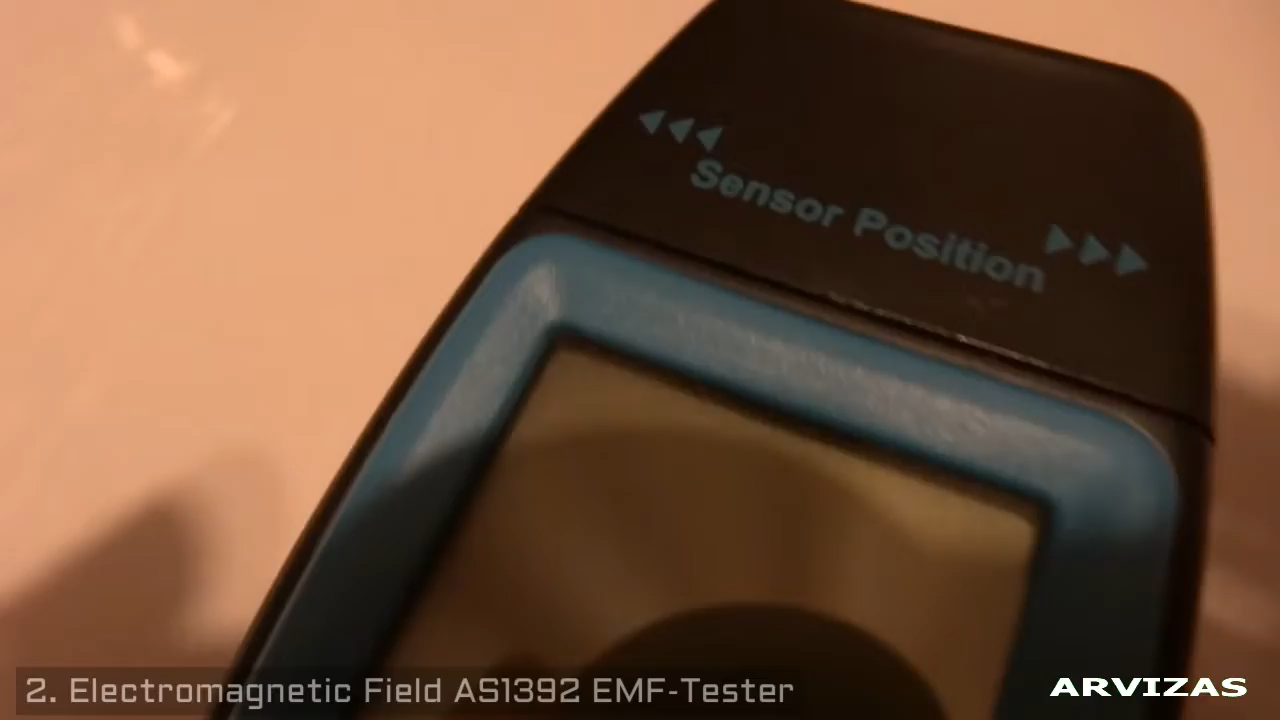 Sensor Position
2. Electromagnetic Field AS1392 EMF-Tester
ARVIZAS